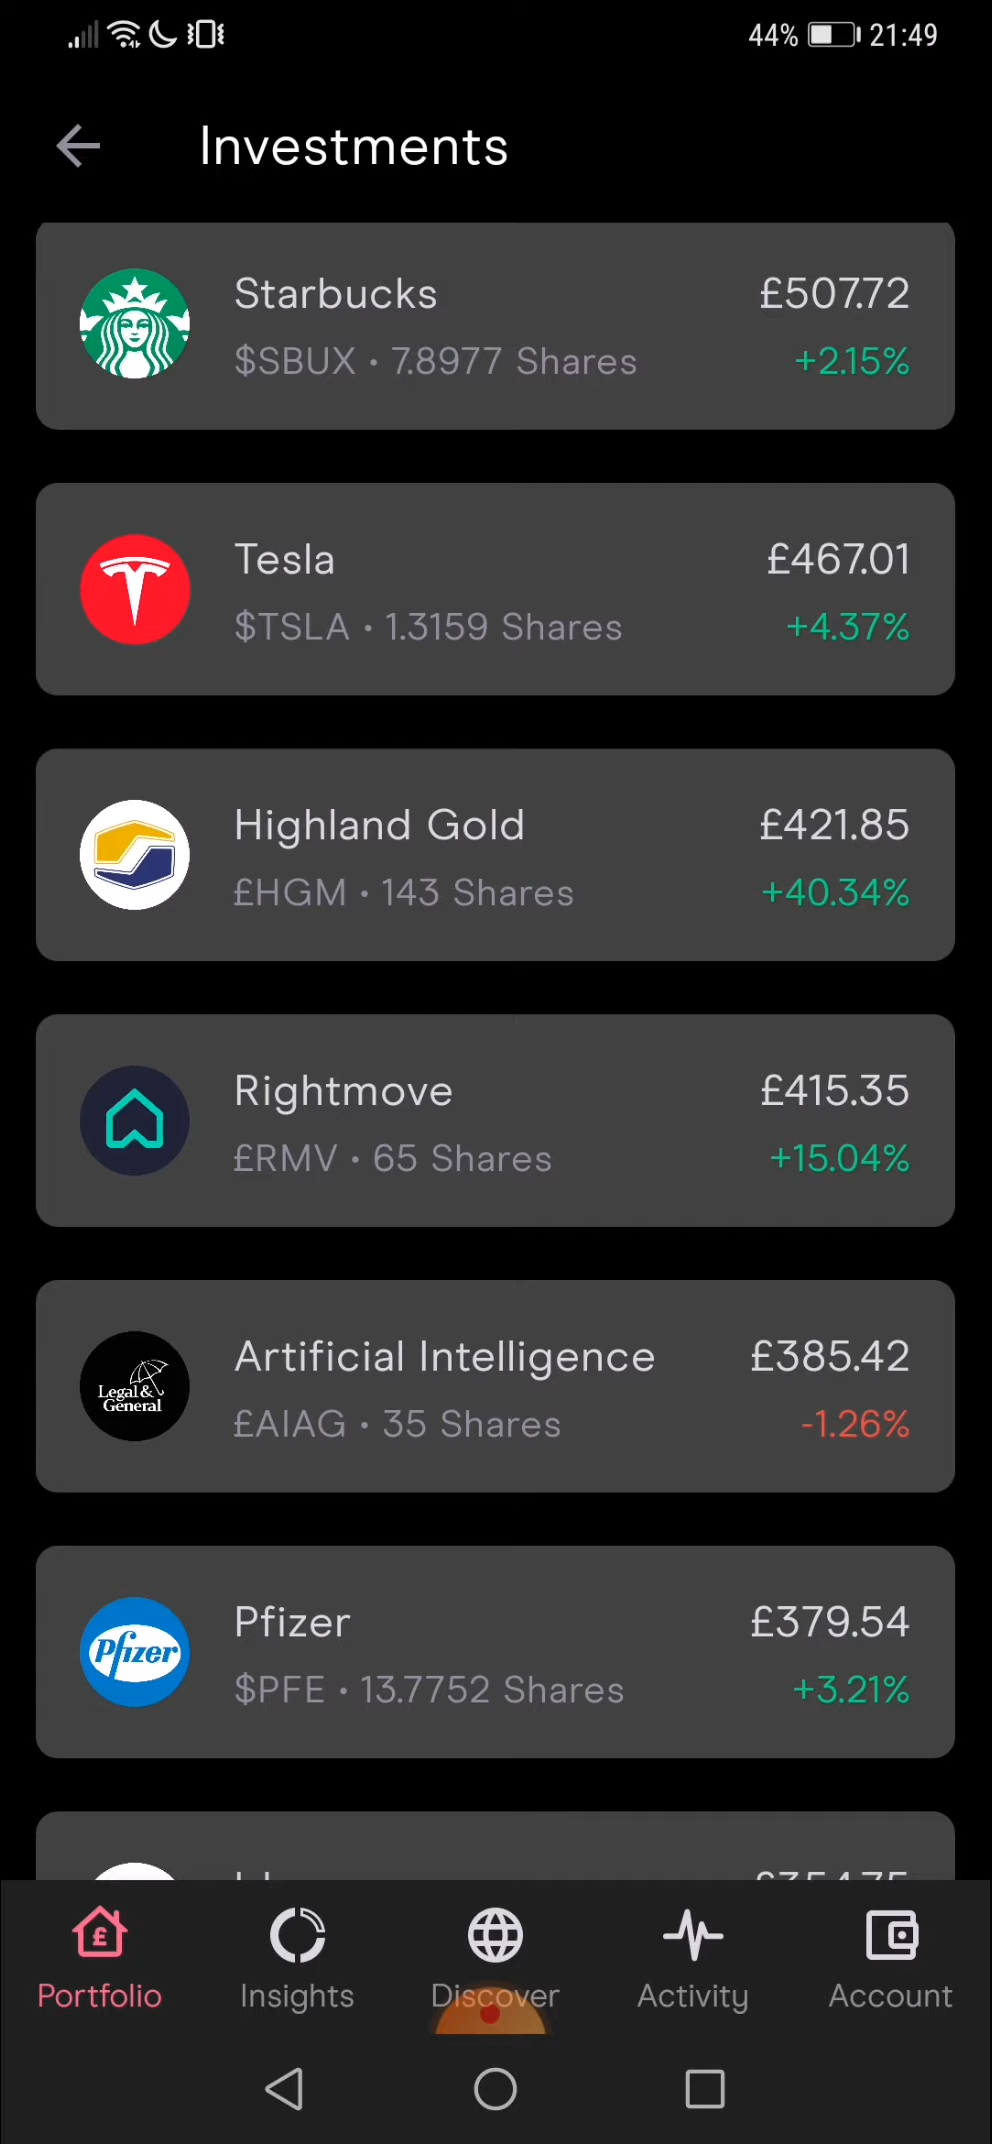 44% 21:49
Investments
Starbucks £507.72
$SBUX • 7.8977 Shares +2.15%
Tesla £467.01
$TSLA • 1.3159 Shares +4.37%
Highland Gold £421.85
£HGM • 143 Shares +40.34%
Rightmove £415.35
£RMV • 65 Shares +15.04%
Artificial Intelligence £385.42
Legal &
General
£AIAG • 35 Shares -1.26%
Pfizer £379.54
Pfizer
$PFE • 13.7752 Shares +3.21%
£
Portfolio Insights Discover Activity Account